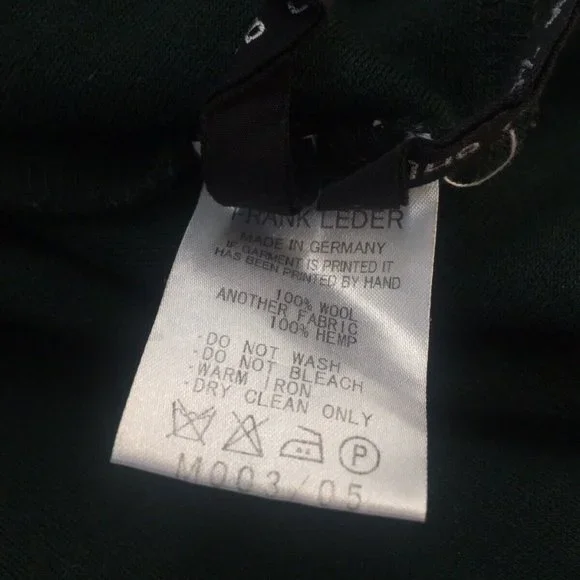 FRANK LEDER
MADE IN GERMANY
IF GARMENT IS PRINTED IT
HAS BEEN PRINTED BY HAND
100% WOOL
ANOTHER FABRIC
100% HEMP
-DO NOT WASH
-DO NOT BLEACH
-WARM IRON
-DRY CLEAN ONLY
P
M003/05